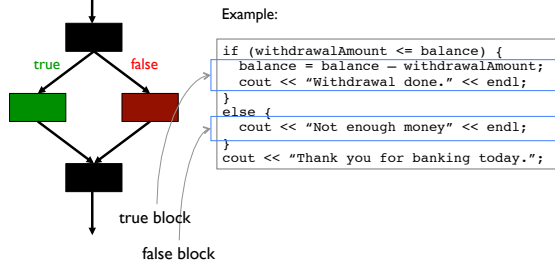 Example:
true
false
if (withdrawalAmount <= balance) {
  balance = balance – withdrawalAmount;
  cout << “Withdrawal done.” << endl;
}
else {
  cout << “Not enough money” << endl;
}
cout << “Thank you for banking today.”;
true block
false block